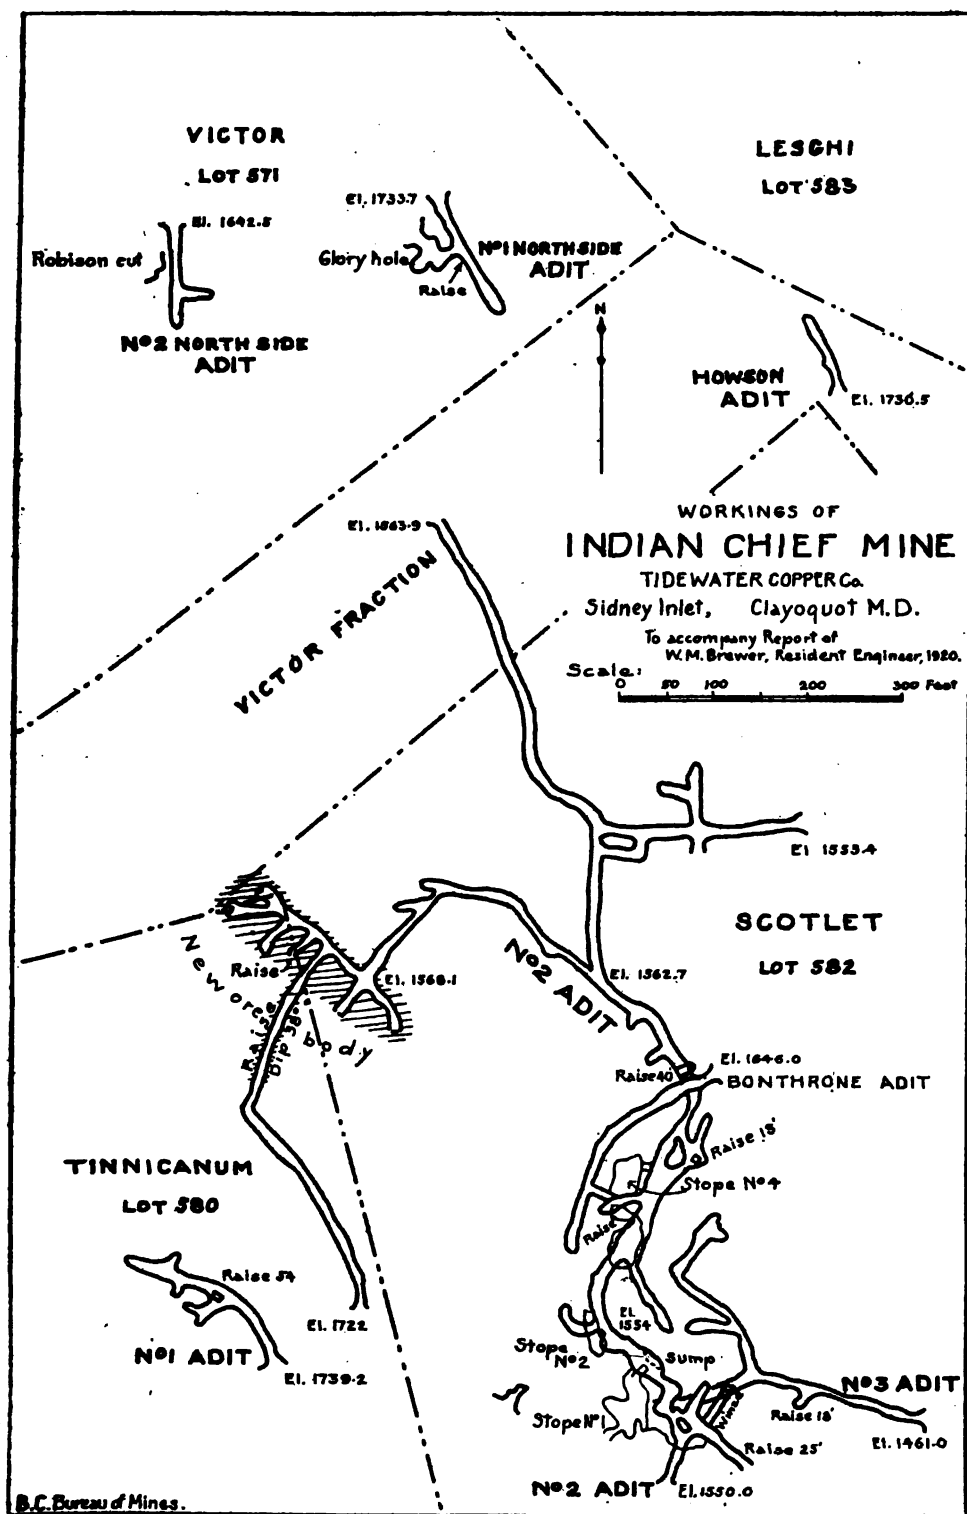 VICTOR
LOT 571
LESGHI
LOT 583
El. 1733.7
El. 1642.5
Robison cut
Glory hole
Nº1 NORTH SIDE
ADIT
Raise
Nº2 NORTH SIDE
ADIT
N
HOWSON
ADIT
El. 1736.5
WORKINGS OF
INDIAN CHIEF MINE
TIDEWATER COPPER Co.
Sidney Inlet, Clayoquot M.D.
To accompany Report of
W.M. Brewer, Resident Engineer, 1920.
Scale:
0 50 100 200 300 Feet
El. 1563.9
VICTOR FRACTION
El 1553.4
SCOTLET
LOT 582
Nº2 ADIT
El. 1562.7
El. 1568.1
Raise
New ore body
Raise
Dip 38°
El. 1646.0
Raise 40'
BONTHRONE ADIT
Raise 15'
Stope Nº4
Raise
TINNICANUM
LOT 580
Raise 54
El. 1722
Nº1 ADIT
El. 1739.2
El.
1554
Stope
Nº2
Sump
Nº3 ADIT
Stope Nº1
Winze
Raise 18'
Raise 25'
El. 1461.0
Nº2 ADIT
El. 1550.0
B.C. Bureau of Mines.